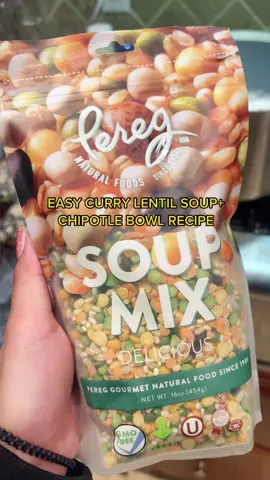 Pereg
NATURAL FOODS
EASY CURRY LENTIL SOUP+
CHIPOTLE BOWL RECIPE
SOUP
MIX
DELICIOUS
PEREG GOURMET NATURAL FOOD SINCE 1906
NET WT. 16oz (454g)